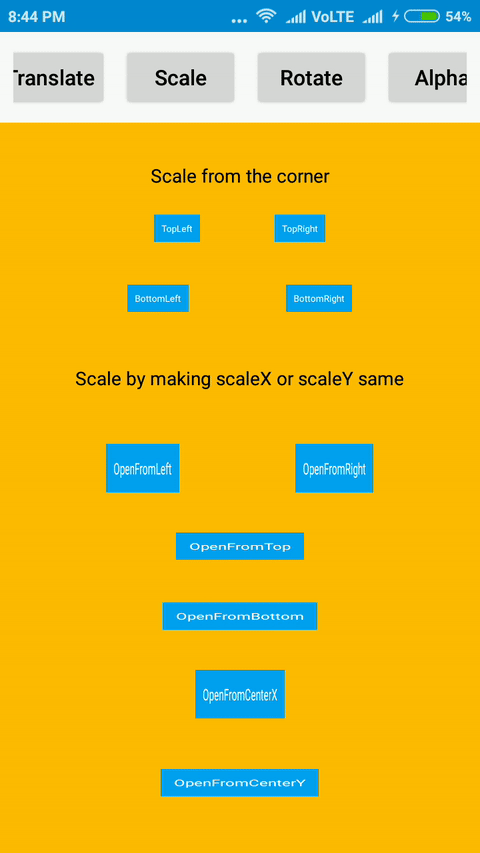 8:44 PM ... VoLTE 54%
Translate Scale Rotate Alpha
Scale from the corner
TopLeft TopRight
BottomLeft BottomRight
Scale by making scaleX or scaleY same
OpenFromLeft OpenFromRight
OpenFromTop
OpenFromBottom
OpenFromCenterX
OpenFromCenterY